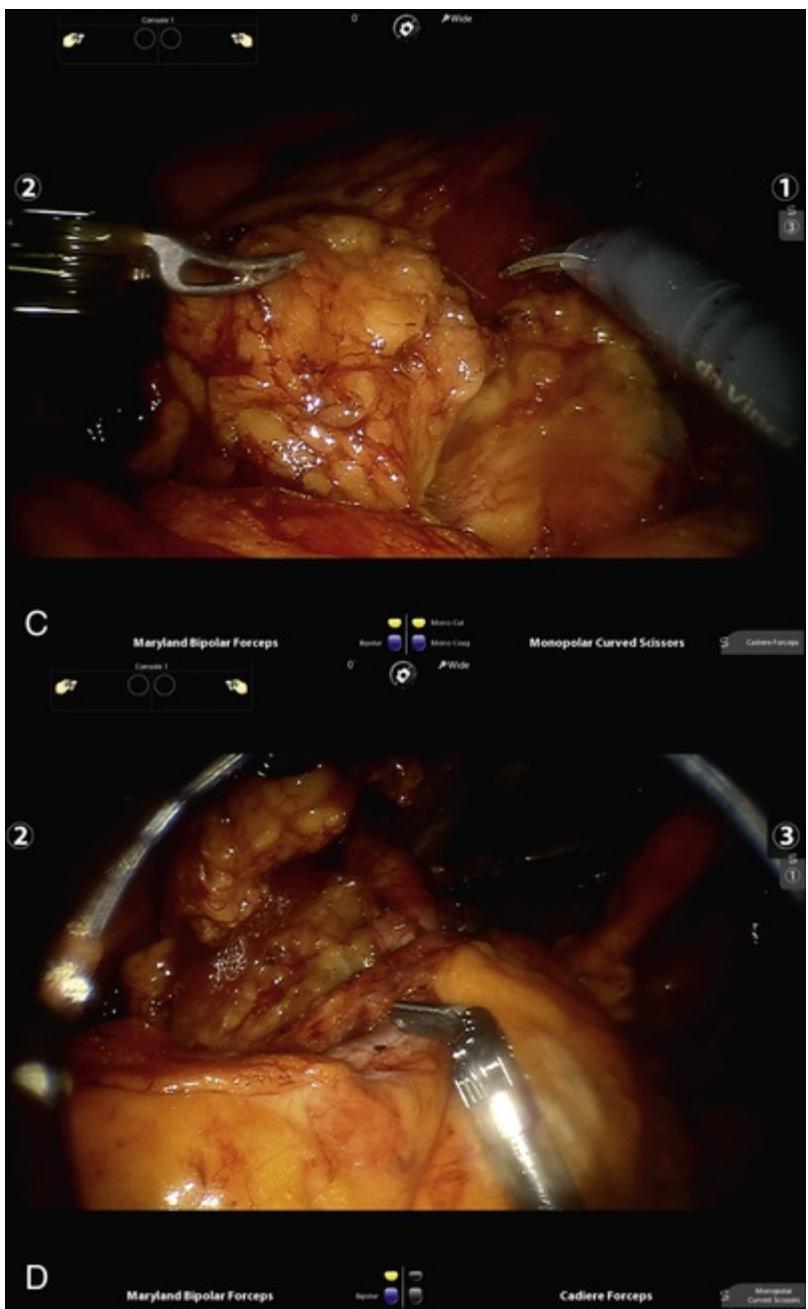 Console 1
0° Wide
2 1
S
3
da Vinci
C
Mono Cut
Maryland Bipolar Forceps Bipolar Mono Coag Monopolar Curved Scissors S Cadiere Forceps
Console 1
0° Wide
2 3
S
1
D
Maryland Bipolar Forceps Bipolar Cadiere Forceps S Monopolar
Curved Scissors